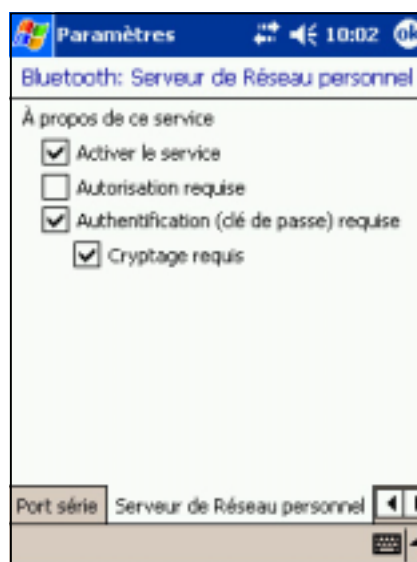 Paramètres 10:02 ok
Bluetooth: Serveur de Réseau personnel
À propos de ce service
Activer le service
Autorisation requise
Authentification (clé de passe) requise
Cryptage requis
Port série Serveur de Réseau personnel